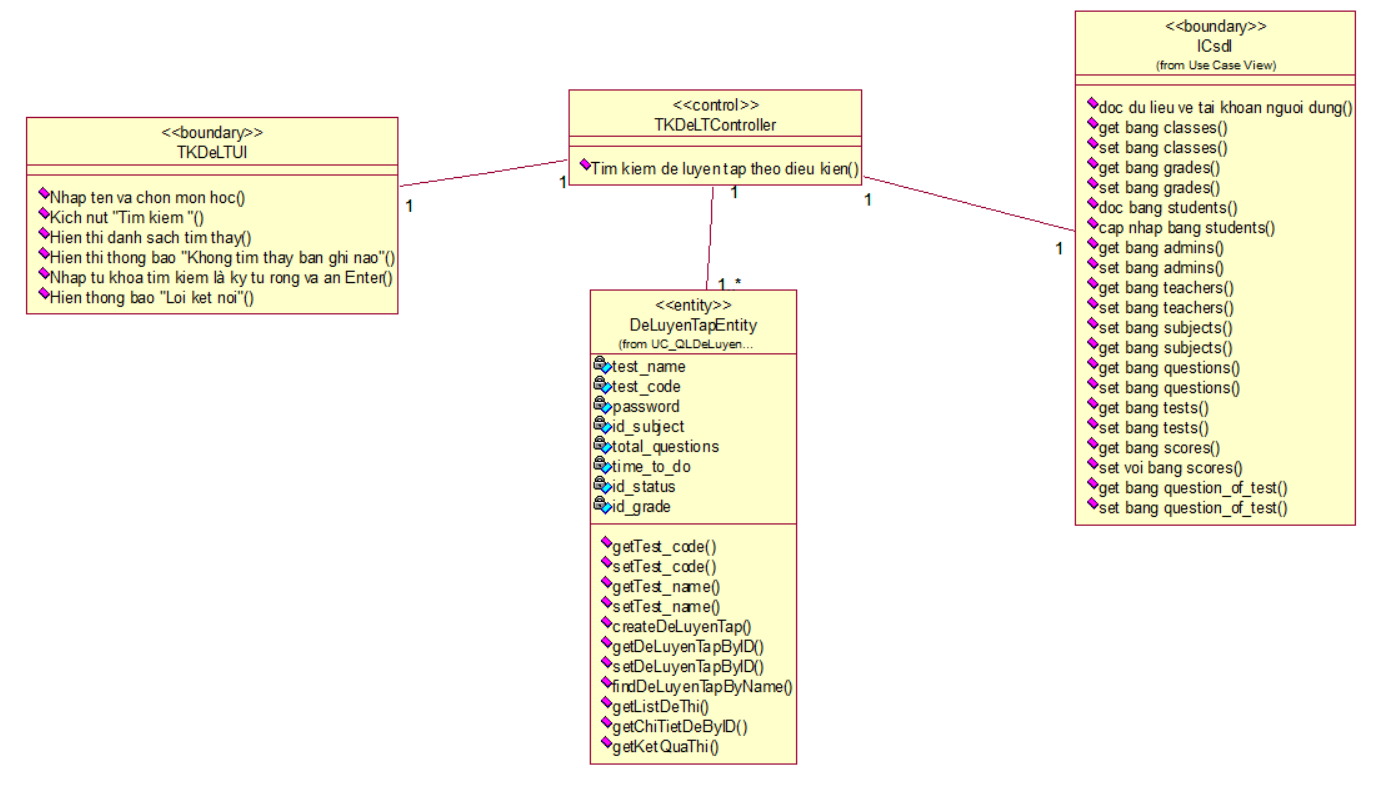 <<boundary>>
TKDeLTUI
Nhap ten va chon mon hoc()
Kich nut "Tim kiem "()
Hien thi danh sach tim thay()
Hien thi thong bao "Khong tim thay ban ghi nao"()
Nhap tu khoa tim kiem là ky tu rong va an Enter()
Hien thong bao "Loi ket noi"()
1
1
<<control>>
TKDeLTController
Tim kiem de luyen tap theo dieu kien()
1
1..*
1
1
<<entity>>
DeLuyenTapEntity
(from UC_QLDeLuyen...
test_name
test_code
password
id_subject
total_questions
time_to_do
id_status
id_grade
getTest_code()
setTest_code()
getTest_name()
setTest_name()
createDeLuyenTap()
getDeLuyenTapByID()
setDeLuyenTapByID()
findDeLuyenTapByName()
getListDeThi()
getChiTietDeByID()
getKetQuaThi()
<<boundary>>
ICsdl
(from Use Case View)
doc du lieu ve tai khoan nguoi dung()
get bang classes()
set bang classes()
get bang grades()
set bang grades()
doc bang students()
cap nhap bang students()
get bang admins()
set bang admins()
get bang teachers()
set bang teachers()
set bang subjects()
get bang subjects()
get bang questions()
set bang questions()
get bang tests()
set bang tests()
get bang scores()
set voi bang scores()
get bang question_of_test()
set bang question_of_test()